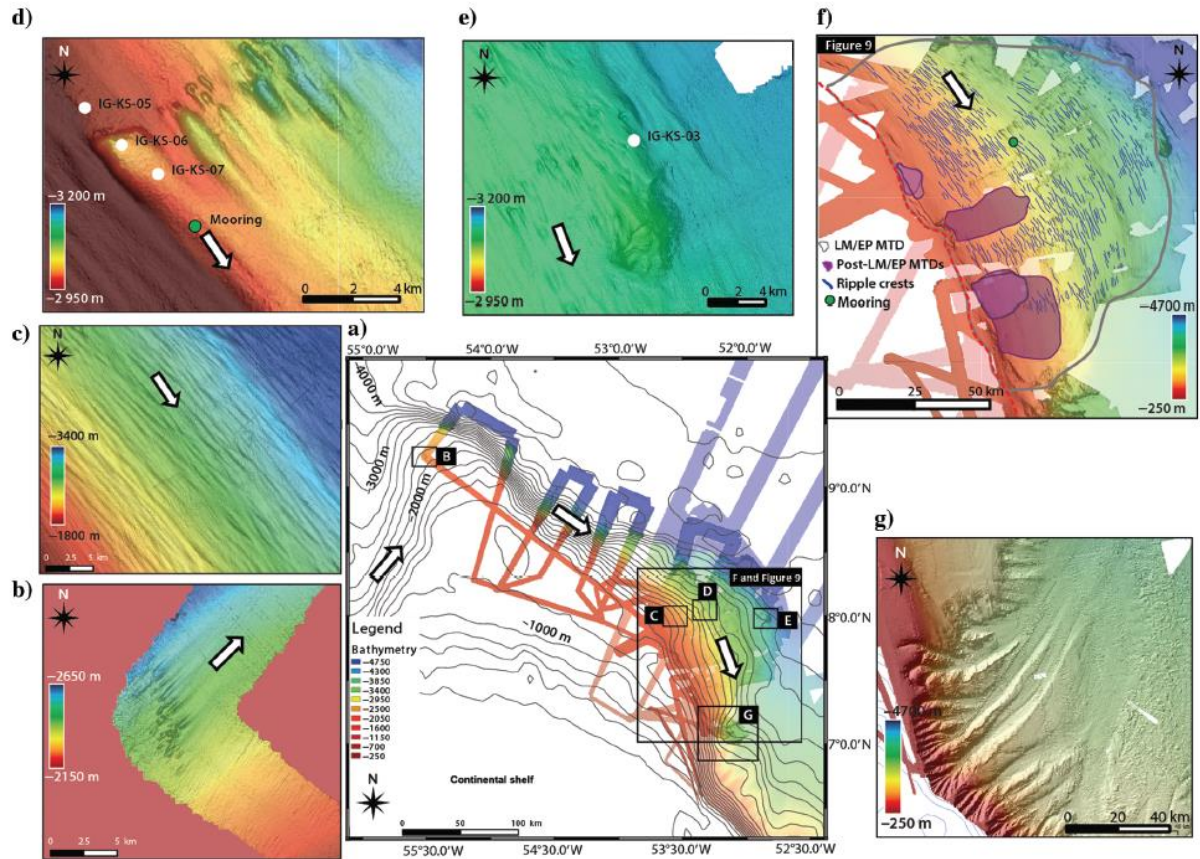 d)
N
IG-KS-05
IG-KS-06
IG-KS-07
Mooring
−3 200 m
−2 950 m
0 2 4 km
e)
N
IG-KS-03
−3 200 m
−2 950 m
0 2 4 km
f)
Figure 9
N
LM/EP MTD
Post-LM/EP MTDs
Ripple crests
Mooring
−4700 m
−250 m
0 25 50 km
c)
N
−3400 m
−1800 m
0 2.5 5 km
b)
N
−2650 m
−2150 m
0 2.5 5 km
a)
55°0.0'W 54°0.0'W 53°0.0'W 52°0.0'W
−4000 m
−3000 m
−2000 m
−1000 m
B
F and Figure 9
D
C
E
G
9°0.0'N
8°0.0'N
7°0.0'N
Legend
Bathymetry
−4750
−4300
−3850
−3400
−2950
−2500
−2050
−1600
−1150
−700
−250
Continental shelf
N
0 50 100 km
55°30.0'W 54°30.0'W 53°30.0'W 52°30.0'W
g)
N
−4700 m
−250 m
0 20 40 km